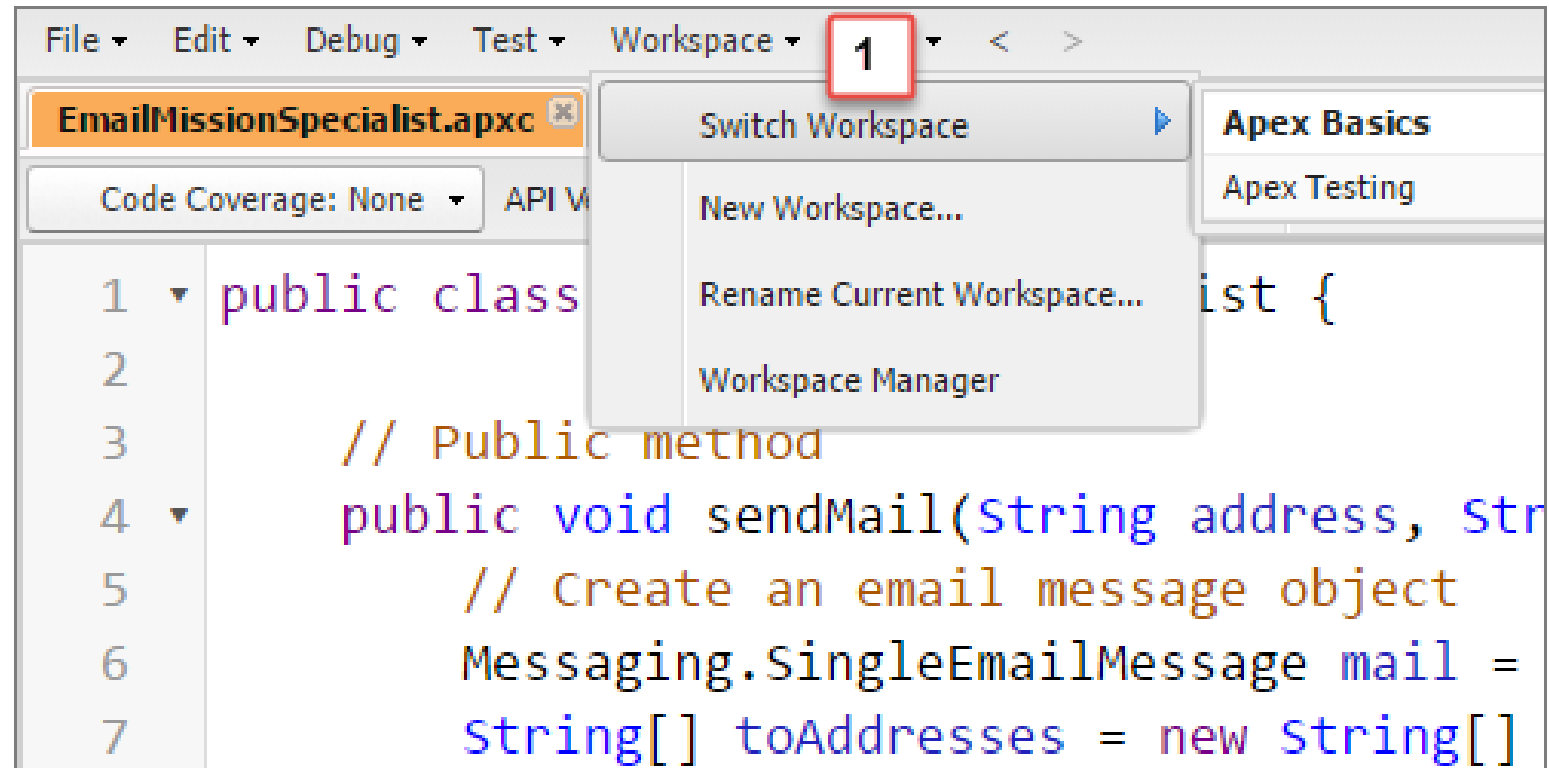 File Edit Debug Test Workspace 1 < >
EmailMissionSpecialist.apxc
Switch Workspace
Apex Basics
Apex Testing
Code Coverage: None API
New Workspace...
Rename Current Workspace...
Workspace Manager
1 public class ist {
2
3 // Public method
4 public void sendMail(String address, Str
5 // Create an email message object
6 Messaging.SingleEmailMessage mail =
7 String[] toAddresses = new String[]